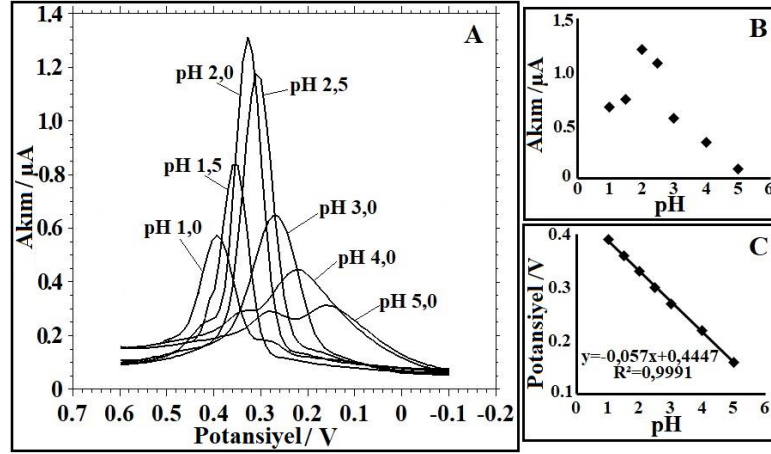 A
Akım / µA
1.4
1.2
1.0
0.8
0.6
0.4
0.2
0
pH 2,0
pH 2,5
pH 1,5
pH 1,0
pH 3,0
pH 4,0
pH 5,0
0.7 0.6 0.5 0.4 0.3 0.2 0.1 0 -0.1 -0.2
Potansiyel / V
B
Akım / µA
1.5
1.0
0.5
0
0 1 2 3 4 5 6
pH
C
Potansiyel /V
0.4
0.3
0.2
0.1
y=-0,057x+0,4447
R²=0,9991
0 1 2 3 4 5 6
pH